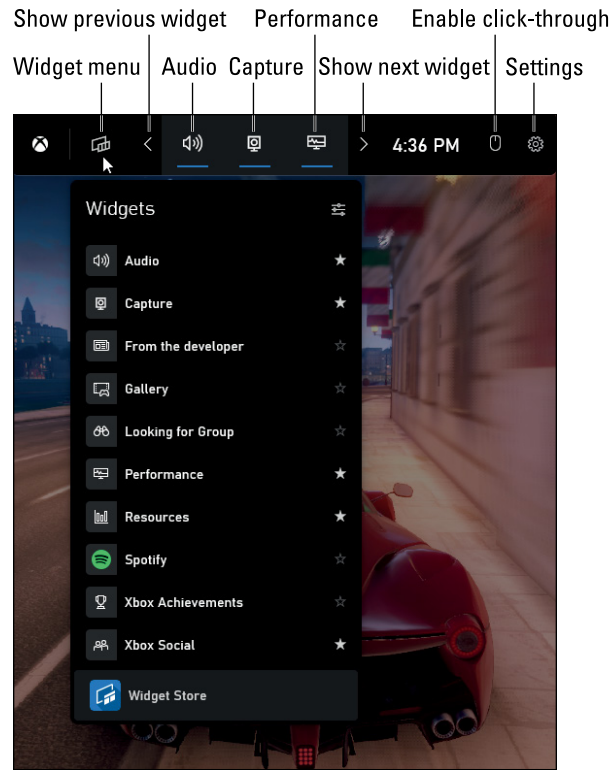 Show previous widget Performance Enable click-through
Widget menu Audio Capture Show next widget Settings
4:36 PM
Widgets
Audio
Capture
From the developer
Gallery
Looking for Group
Performance
Resources
Spotify
Xbox Achievements
Xbox Social
Widget Store